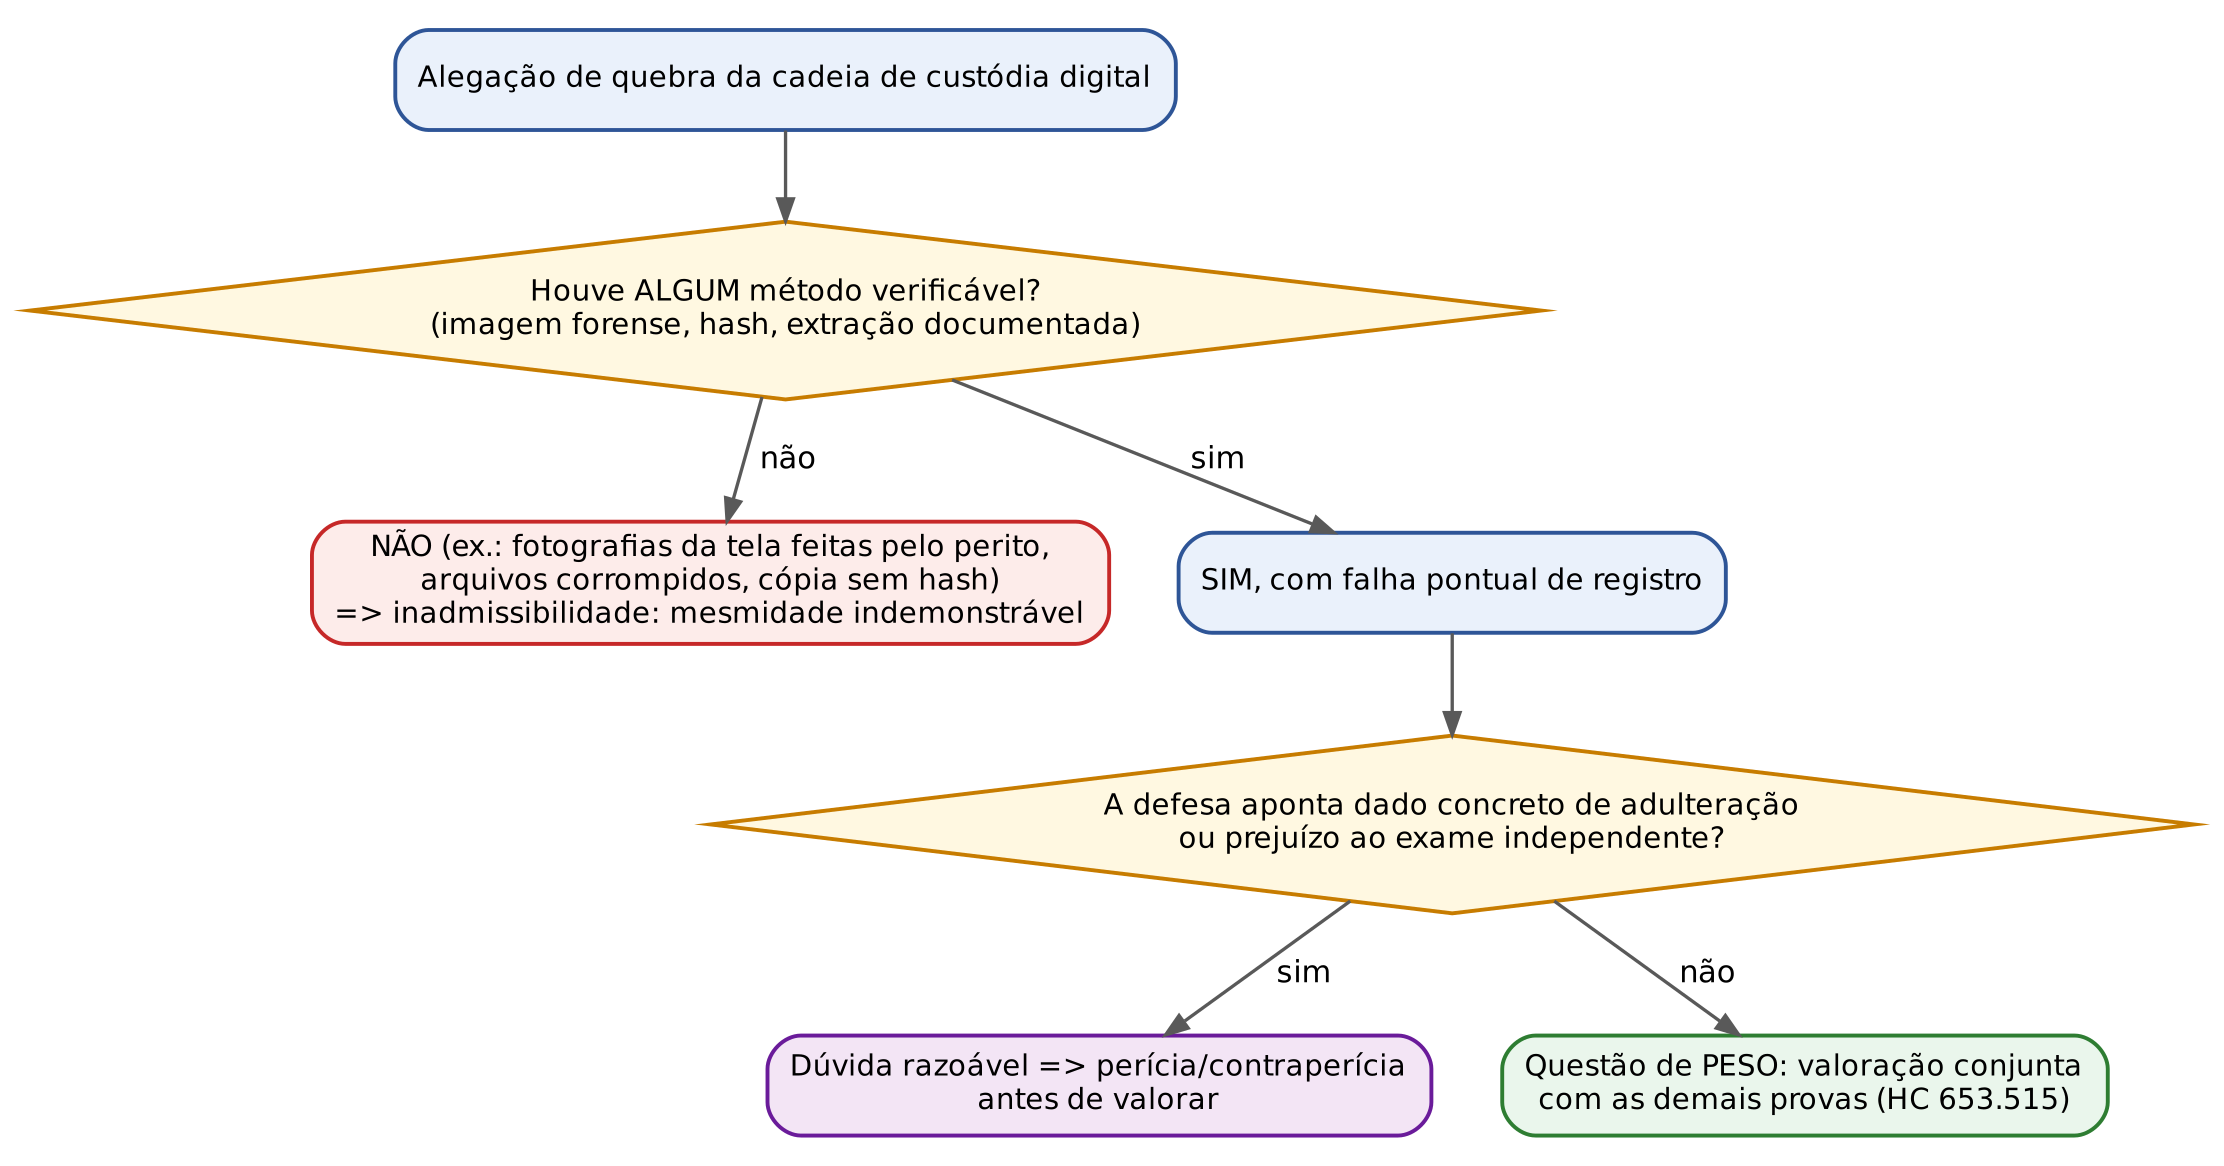 Alegação de quebra da cadeia de custódia digital
Houve ALGUM método verificável?
(imagem forense, hash, extração documentada)
não
sim
NÃO (ex.: fotografias da tela feitas pelo perito,
arquivos corrompidos, cópia sem hash)
=> inadmissibilidade: mesmidade indemonstrável
SIM, com falha pontual de registro
A defesa aponta dado concreto de adulteração
ou prejuízo ao exame independente?
sim
não
Dúvida razoável => perícia/contraperícia
antes de valorar
Questão de PESO: valoração conjunta
com as demais provas (HC 653.515)